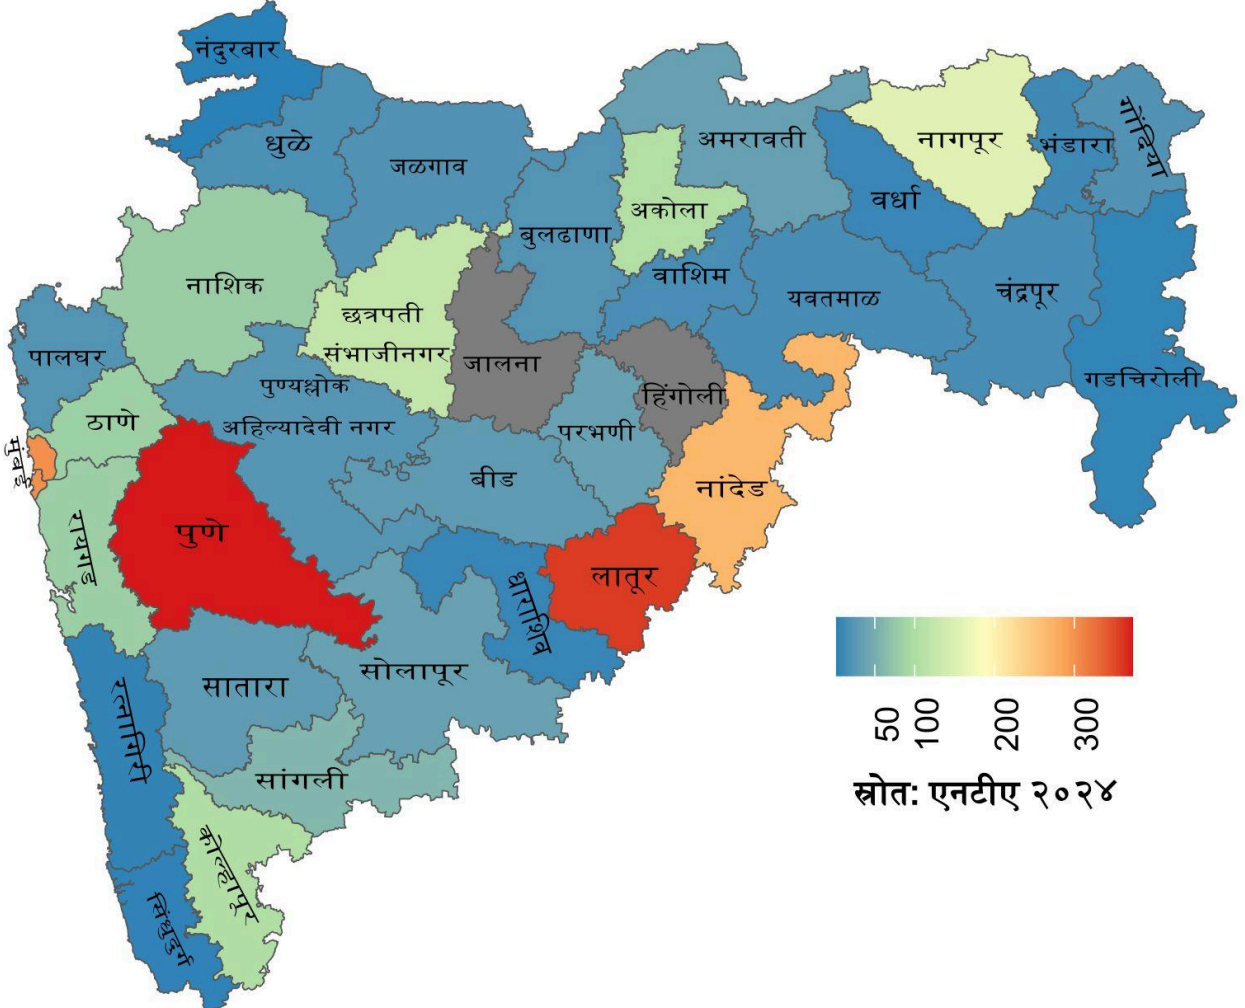 नंदुरबार
धुळे
जळगाव
अमरावती
नागपूर
भंडारा
गोंदिया
अकोला
वर्धा
बुलढाणा
वाशिम
यवतमाळ
चंद्रपूर
गडचिरोली
नाशिक
छत्रपती
संभाजीनगर
जालना
हिंगोली
पालघर
पुण्यश्लोक
अहिल्यादेवी नगर
ठाणे
मुंबई
परभणी
बीड
नांदेड
रायगड
पुणे
लातूर
धाराशिव
सातारा
सोलापूर
रत्नागिरी
सांगली
कोल्हापूर
सिंधुदुर्ग
50
100
200
300
स्रोत: एनटीए २०२४